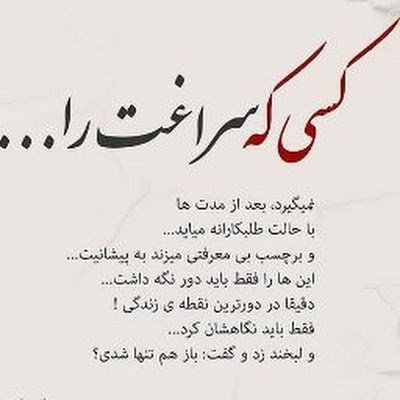 کسی که سراغت را...
نمیگیرد، بعد از مدت ها
با حالت طلبکارانه میاید...
و برچسب بی معرفتی میزند به پیشانیت...
این ها را فقط باید دور نگه داشت...
دقیقا در دورترین نقطه ی زندگی !
فقط باید نگاهشان کرد...
و لبخند زد و گفت: باز هم تنها شدی؟